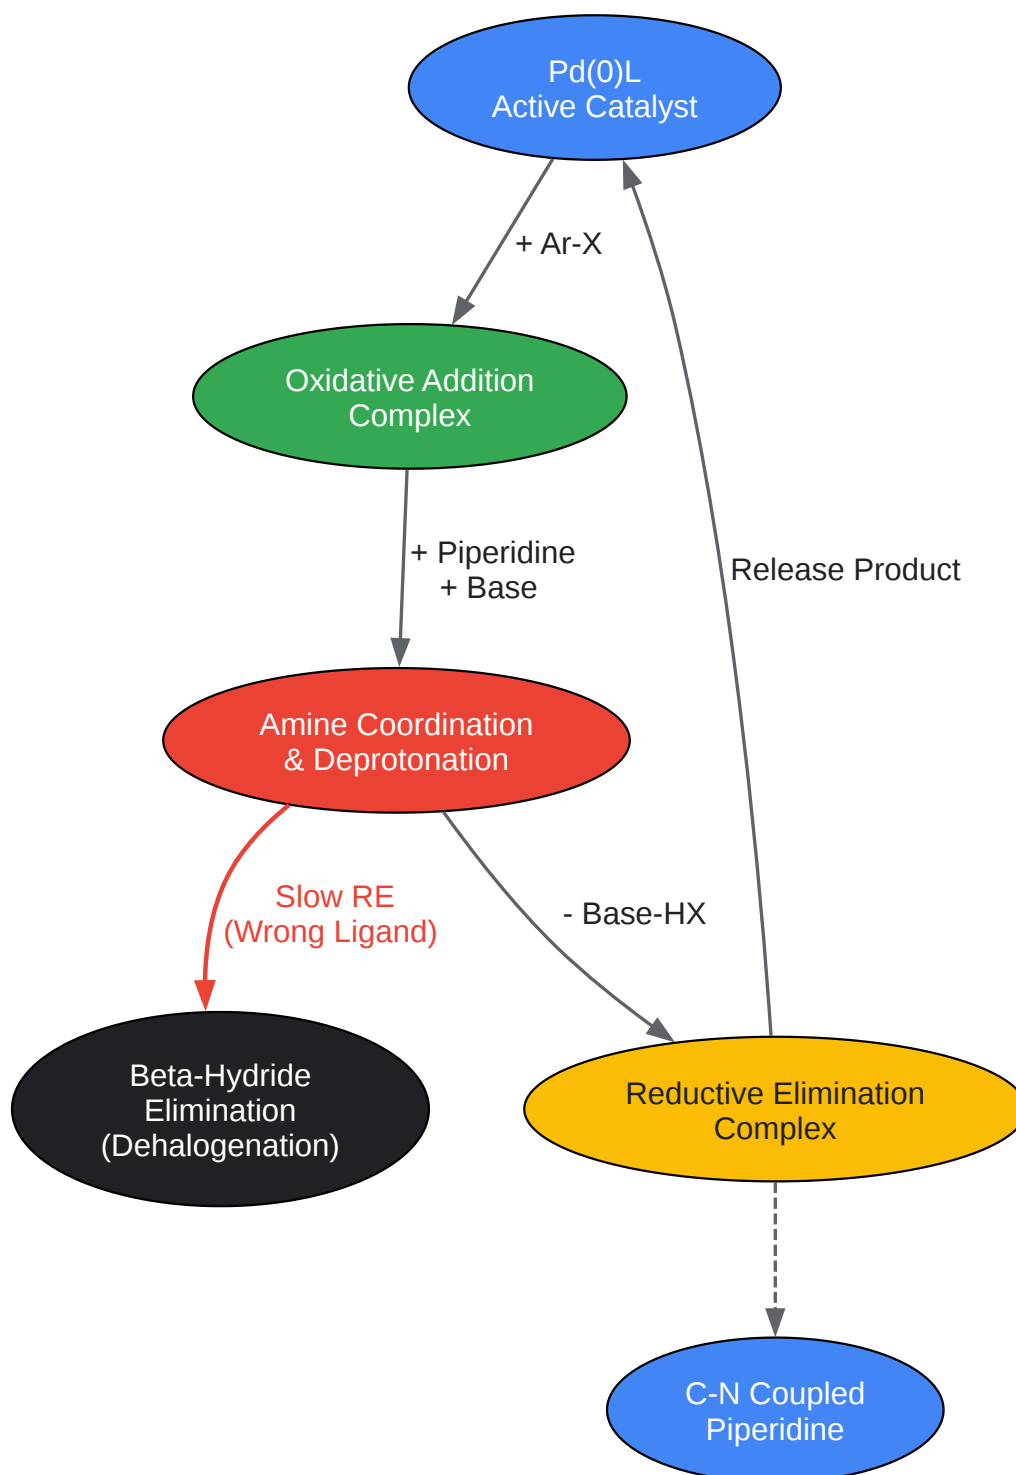 Pd(0)L
Active Catalyst
+ Ar-X
Oxidative Addition
Complex
+ Piperidine
+ Base
Release Product
Amine Coordination
& Deprotonation
Slow RE
(Wrong Ligand)
- Base-HX
Beta-Hydride
Elimination
(Dehalogenation)
Reductive Elimination
Complex
C-N Coupled
Piperidine